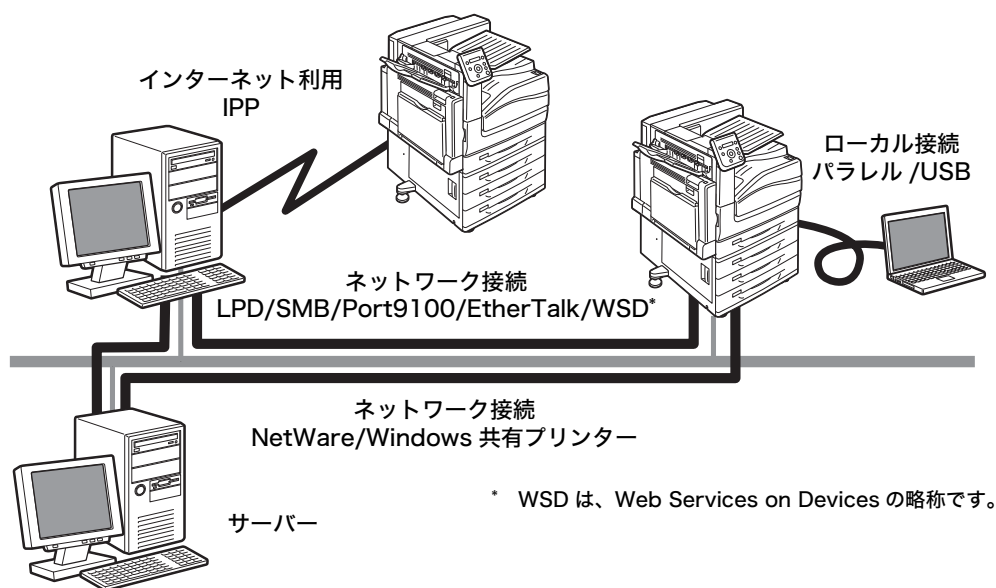 インターネット利用
IPP
ローカル接続
パラレル /USB
ネットワーク接続
LPD/SMB/Port9100/EtherTalk/WSD*
ネットワーク接続
NetWare/Windows 共有プリンター
* WSD は、Web Services on Devices の略称です。
サーバー